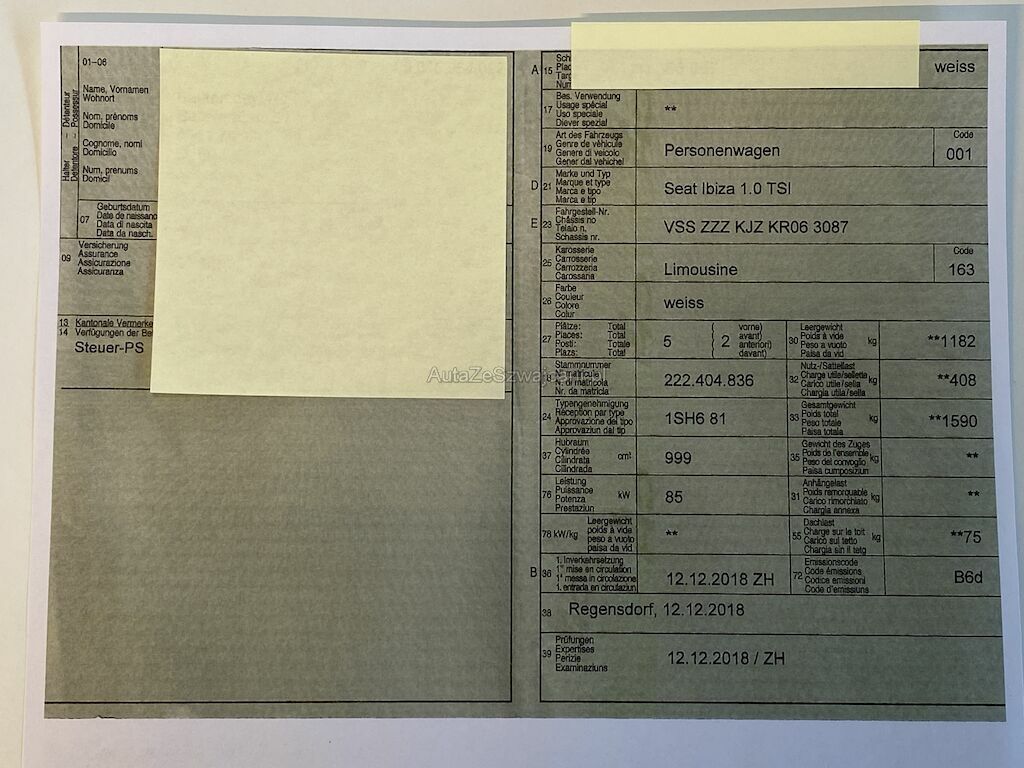 01–06
Name, Vornamen
Wohnort
Nom, prénoms
Domicile
Cognome, nomi
Domicilio
Num, prenums
Domicil
Halter Détenteur
Detentore Possessur
07
Geburtsdatum
Date de naissanc
Data di nascita
Data da nasch.
09
Versicherung
Assurance
Assicurazione
Assicuranza
13 Kantonale Vermerke
14 Verfügungen der Be
Steuer-PS
A 15 weiss
17
Bes. Verwendung
Usage spécial
Uso speciale
Diever spezial
**
19
Art des Fahrzeugs
Genre de véhicule
Genere di veicolo
Gener dal vehichel
Personenwagen
Code
001
D 21
Marke und Typ
Marque et type
Marca e tipo
Marca e tip
Seat Ibiza 1.0 TSI
E 23
Fahrgestell-Nr.
Châssis no
Telaio n.
Schassis nr.
VSS ZZZ KJZ KR06 3087
25
Karosserie
Carrosserie
Carrozzeria
Carossaria
Limousine
Code
163
26
Farbe
Couleur
Colore
Colur
weiss
27
Plätze: Total
Places: Total
Posti: Totale
Plazs: Total
5
2
vorne)
avant)
anteriori)
davant)
30
Leergewicht
Poids à vide
Peso a vuoto
Paisa da vid
kg
**1182
Stammnummer
N. di matricola
Nr. da matricla
222.404.836
32
Nutz-/Sattellast
Charge utile/sellette
Carico utile/sella
Chargia utila/sella
kg
**408
24
Typengenehmigung
Réception par type
Approvazione del tipo
Approvaziun dal tip
1SH6 81
33
Gesamtgewicht
Poids total
Peso totale
Paisa totala
kg
**1590
37
Hubraum
Cylindrée
Cilindrata
Cilindrada
cm³
999
35
Gewicht des Zuges
Poids de l'ensemble
Peso del convoglio
Paisa cumposiziun
kg
**
76
Leistung
Puissance
Potenza
Prestaziun
kW
85
31
Anhängelast
Poids remorquable
Carico rimorchiato
Chargia annexa
kg
**
78 kW/kg
Leergewicht
poids à vide
peso a vuoto
paisa da vid
**
55
Dachlast
Charge sur le toit
Carico sul tetto
Chargia sin il tetg
kg
**75
B 36
1. Inverkehrsetzung
1re mise en circulation
1a messa in circolazione
1. entrada en circulaziun
12.12.2018 ZH
72
Emissionscode
Code émissions
Codice emissioni
Code d'emissiuns
B6d
38 Regensdorf, 12.12.2018
39
Prüfungen
Expertises
Perizie
Examinaziuns
12.12.2018 / ZH